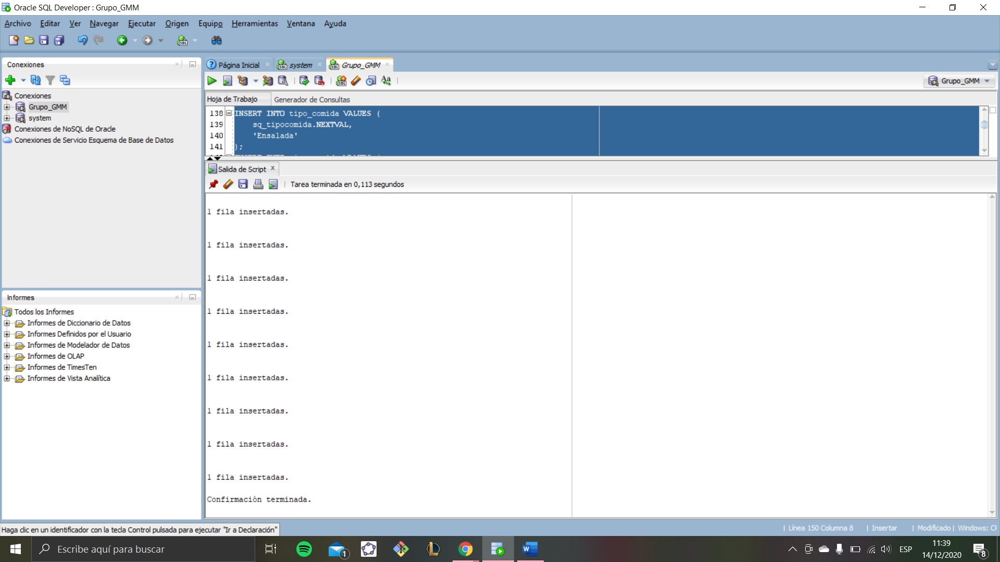 Oracle SQL Developer : Grupo_GMM
Archivo Editar Ver Navegar Ejecutar Origen Equipo Herramientas Ventana Ayuda
Conexiones
Conexiones
Grupo_GMM
system
Conexiones de NoSQL de Oracle
Conexiones de Servicio Esquema de Base de Datos
Informes
Todos los Informes
Informes de Diccionario de Datos
Informes Definidos por el Usuario
Informes de Modelador de Datos
Informes de OLAP
Informes de TimesTen
Informes de Vista Analítica
Página Inicial system Grupo_GMM
Grupo_GMM
Hoja de Trabajo Generador de Consultas
138 INSERT INTO tipo_comida VALUES (
139 sq_tipocomida.NEXTVAL,
140 'Ensalada'
141 );
Salida de Script
Tarea terminada en 0,113 segundos
1 fila insertadas.
1 fila insertadas.
1 fila insertadas.
1 fila insertadas.
1 fila insertadas.
1 fila insertadas.
1 fila insertadas.
1 fila insertadas.
1 fila insertadas.
Confirmación terminada.
Haga clic en un identificador con la tecla Control pulsada para ejecutar "Ir a Declaración"
Línea 150 Columna 8 | Insertar | Modificado | Windows:
Escribe aquí para buscar
1
ESP
11:39
14/12/2020
8